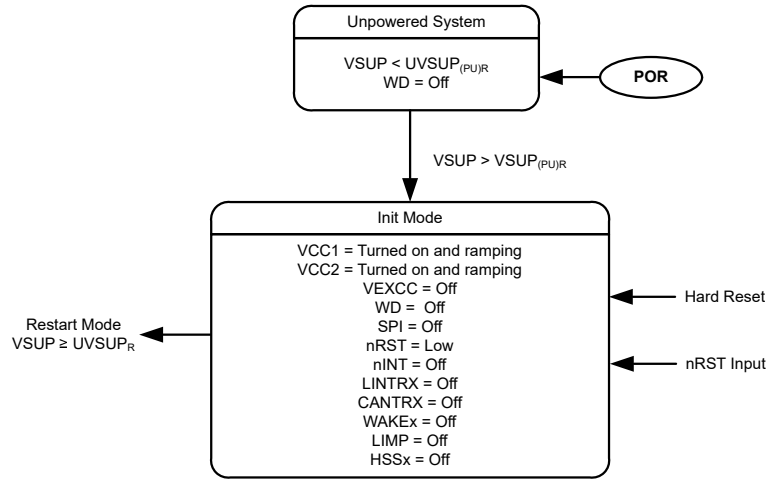 Unpowered System
VSUP < UVSUP(PU)R
WD = Off
POR
VSUP > VSUP(PU)R
Init Mode
VCC1 = Turned on and ramping
VCC2 = Turned on and ramping
VEXCC = Off
WD = Off
SPI = Off
nRST = Low
nINT = Off
LINTRX = Off
CANTRX = Off
WAKEx = Off
LIMP = Off
HSSx = Off
Hard Reset
nRST Input
Restart Mode
VSUP ≥ UVSUPR